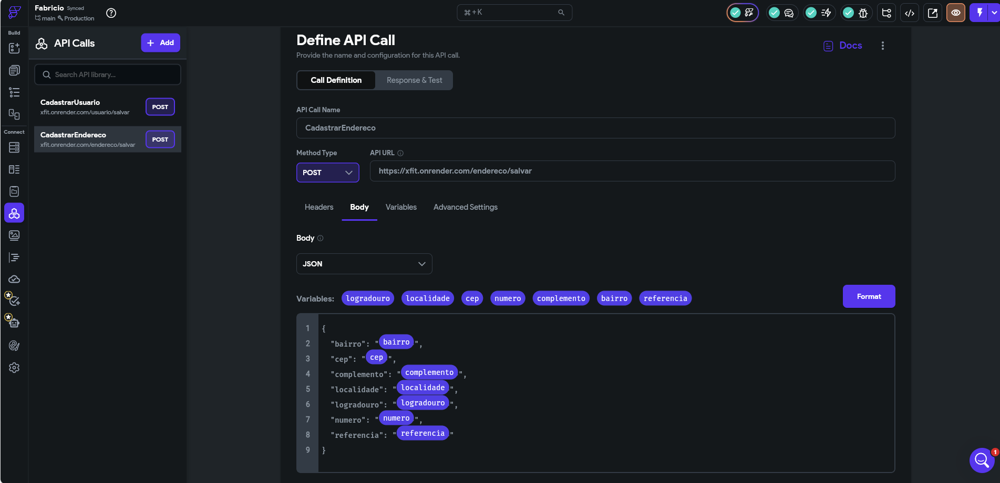 Fabricio Synced
main Production
⌘+K
Build
Connect
API Calls
+ Add
Search API library...
CadastrarUsuario
xfit.onrender.com/usuario/salvar
POST
CadastrarEndereco
xfit.onrender.com/endereco/salvar
POST
Define API Call
Provide the name and configuration for this API call.
Docs
Call Definition Response & Test
API Call Name
CadastrarEndereco
Method Type API URL
POST https://xfit.onrender.com/endereco/salvar
Headers Body Variables Advanced Settings
Body
JSON
Variables: logradouro localidade cep numero complemento bairro referencia
Format
1 {
2 "bairro": "bairro",
3 "cep": "cep",
4 "complemento": "complemento",
5 "localidade": "localidade",
6 "logradouro": "logradouro",
7 "numero": "numero",
8 "referencia": "referencia"
9 }
1